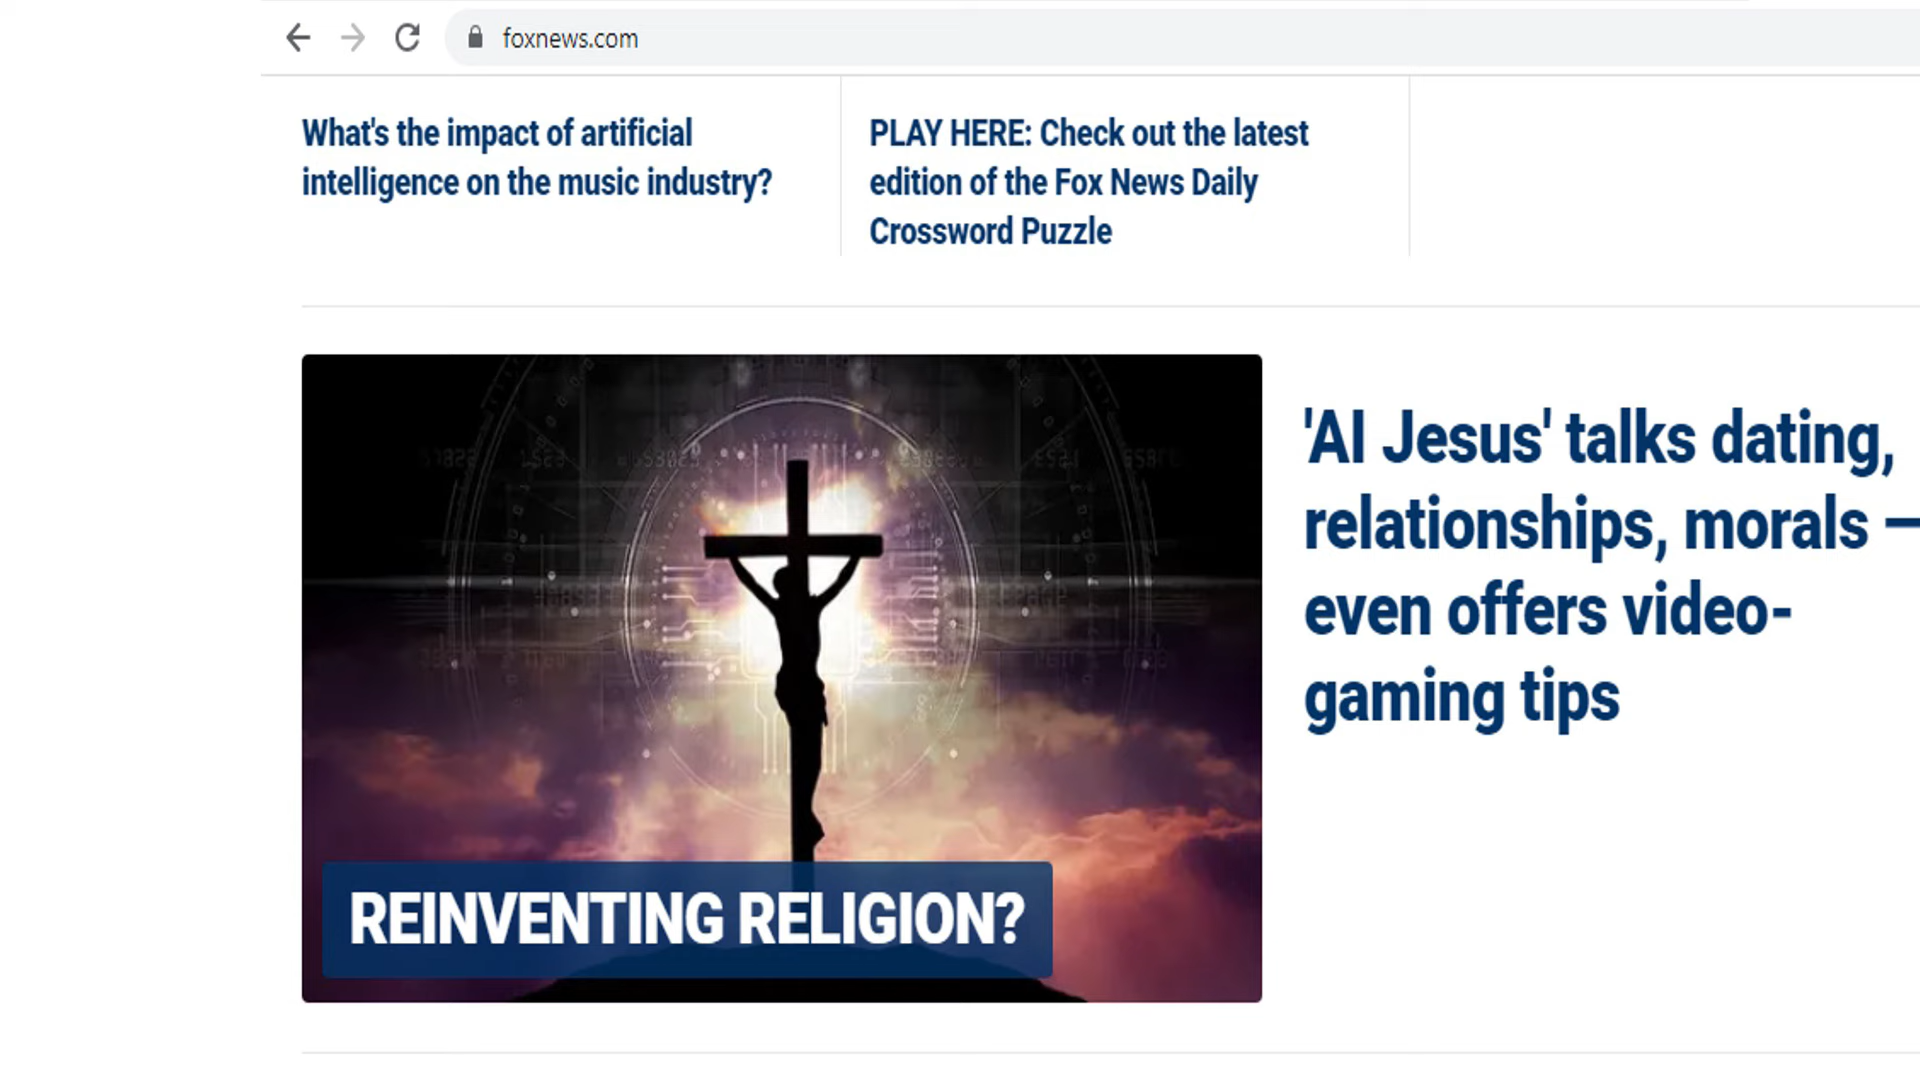 foxnews.com
What's the impact of artificial
intelligence on the music industry?
PLAY HERE: Check out the latest
edition of the Fox News Daily
Crossword Puzzle
'AI Jesus' talks dating,
relationships, morals —
even offers video-
gaming tips
REINVENTING RELIGION?